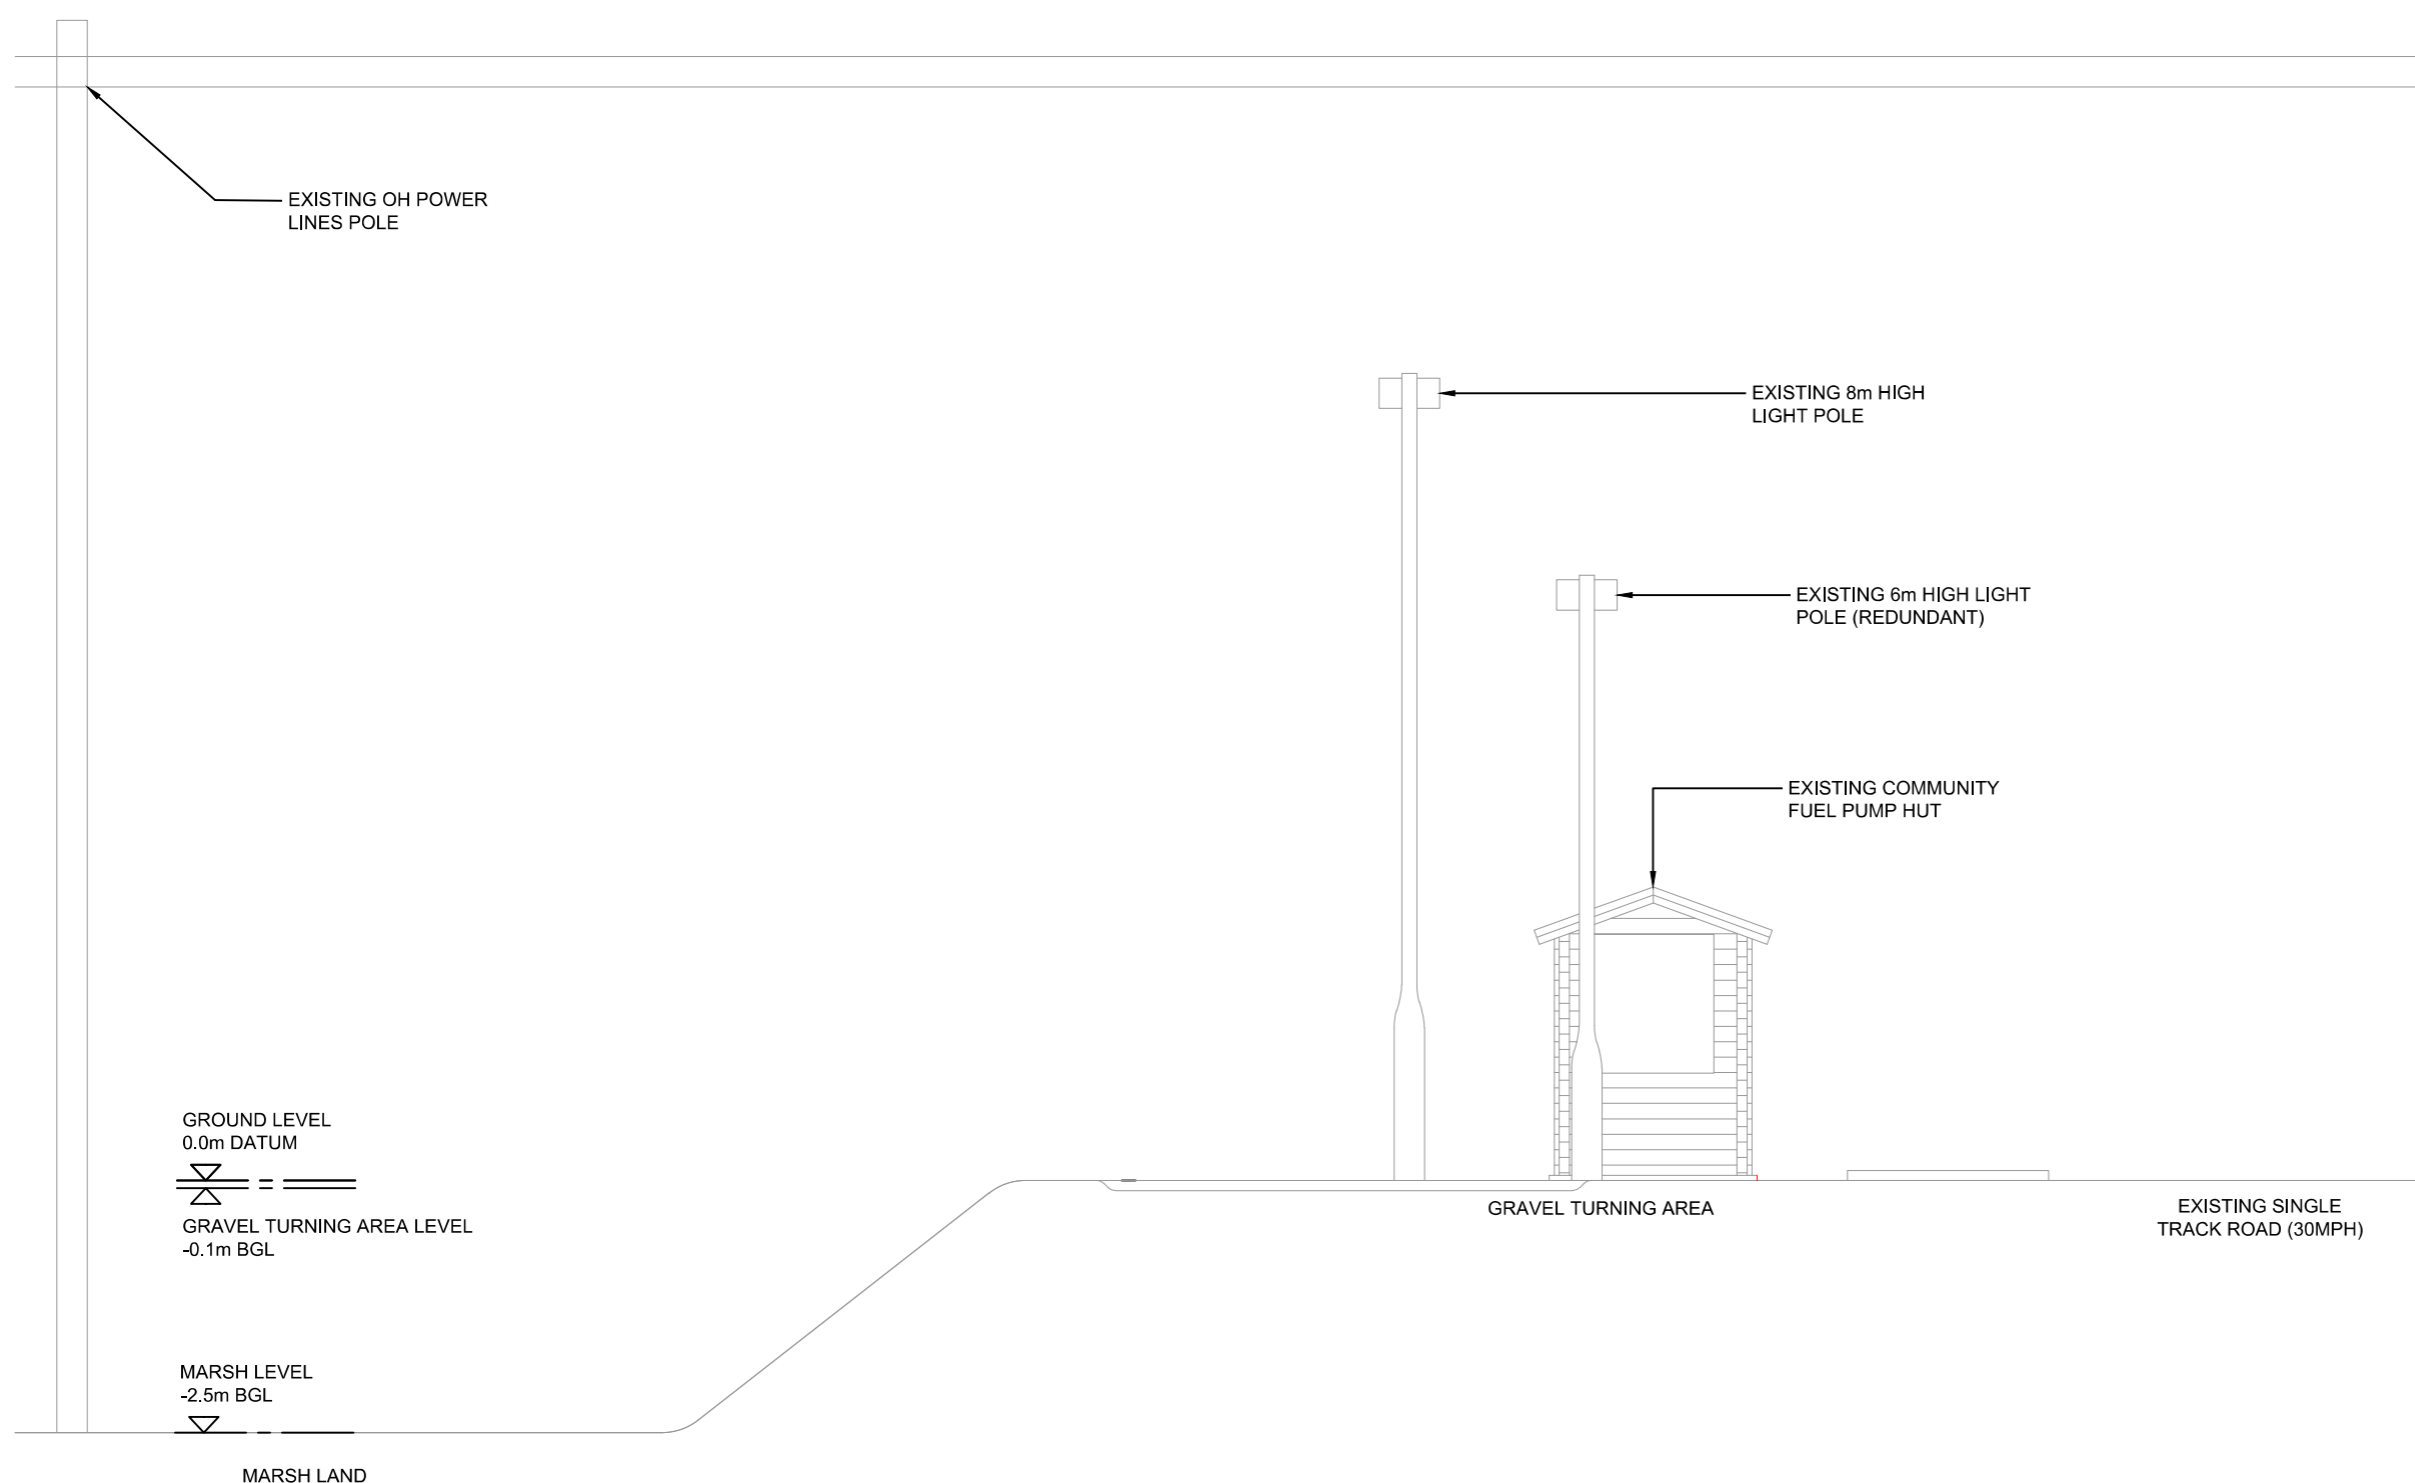 EXISTING OH POWER
LINES POLE
EXISTING 8m HIGH
LIGHT POLE
EXISTING 6m HIGH LIGHT
POLE (REDUNDANT)
EXISTING COMMUNITY
FUEL PUMP HUT
GROUND LEVEL
0.0m DATUM
GRAVEL TURNING AREA LEVEL
-0.1m BGL
GRAVEL TURNING AREA
EXISTING SINGLE
TRACK ROAD (30MPH)
MARSH LEVEL
-2.5m BGL
MARSH LAND